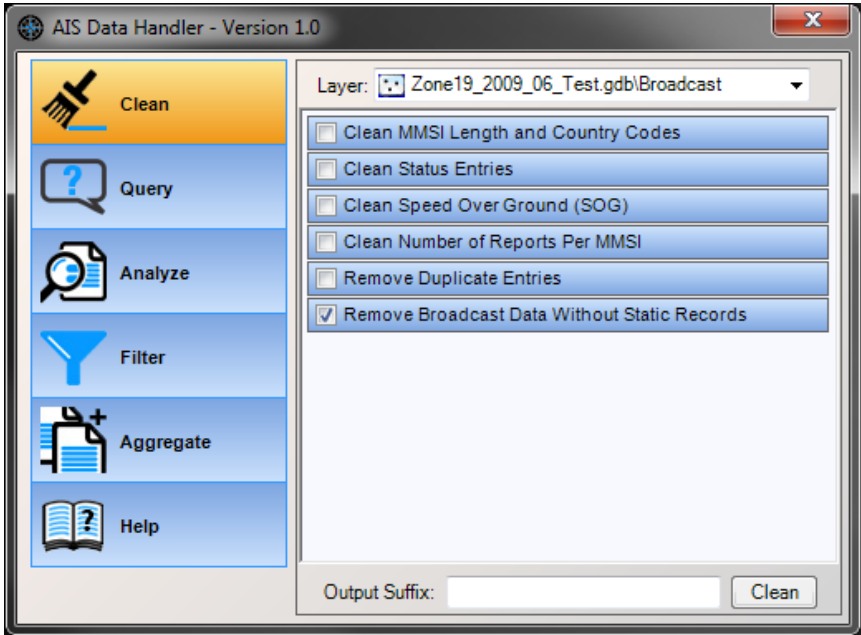 AIS Data Handler - Version 1.0
x
Clean
Query
Analyze
Filter
Aggregate
Help
Layer: Zone19_2009_06_Test.gdb\Broadcast
Clean MMSI Length and Country Codes
Clean Status Entries
Clean Speed Over Ground (SOG)
Clean Number of Reports Per MMSI
Remove Duplicate Entries
Remove Broadcast Data Without Static Records
Output Suffix: Clean